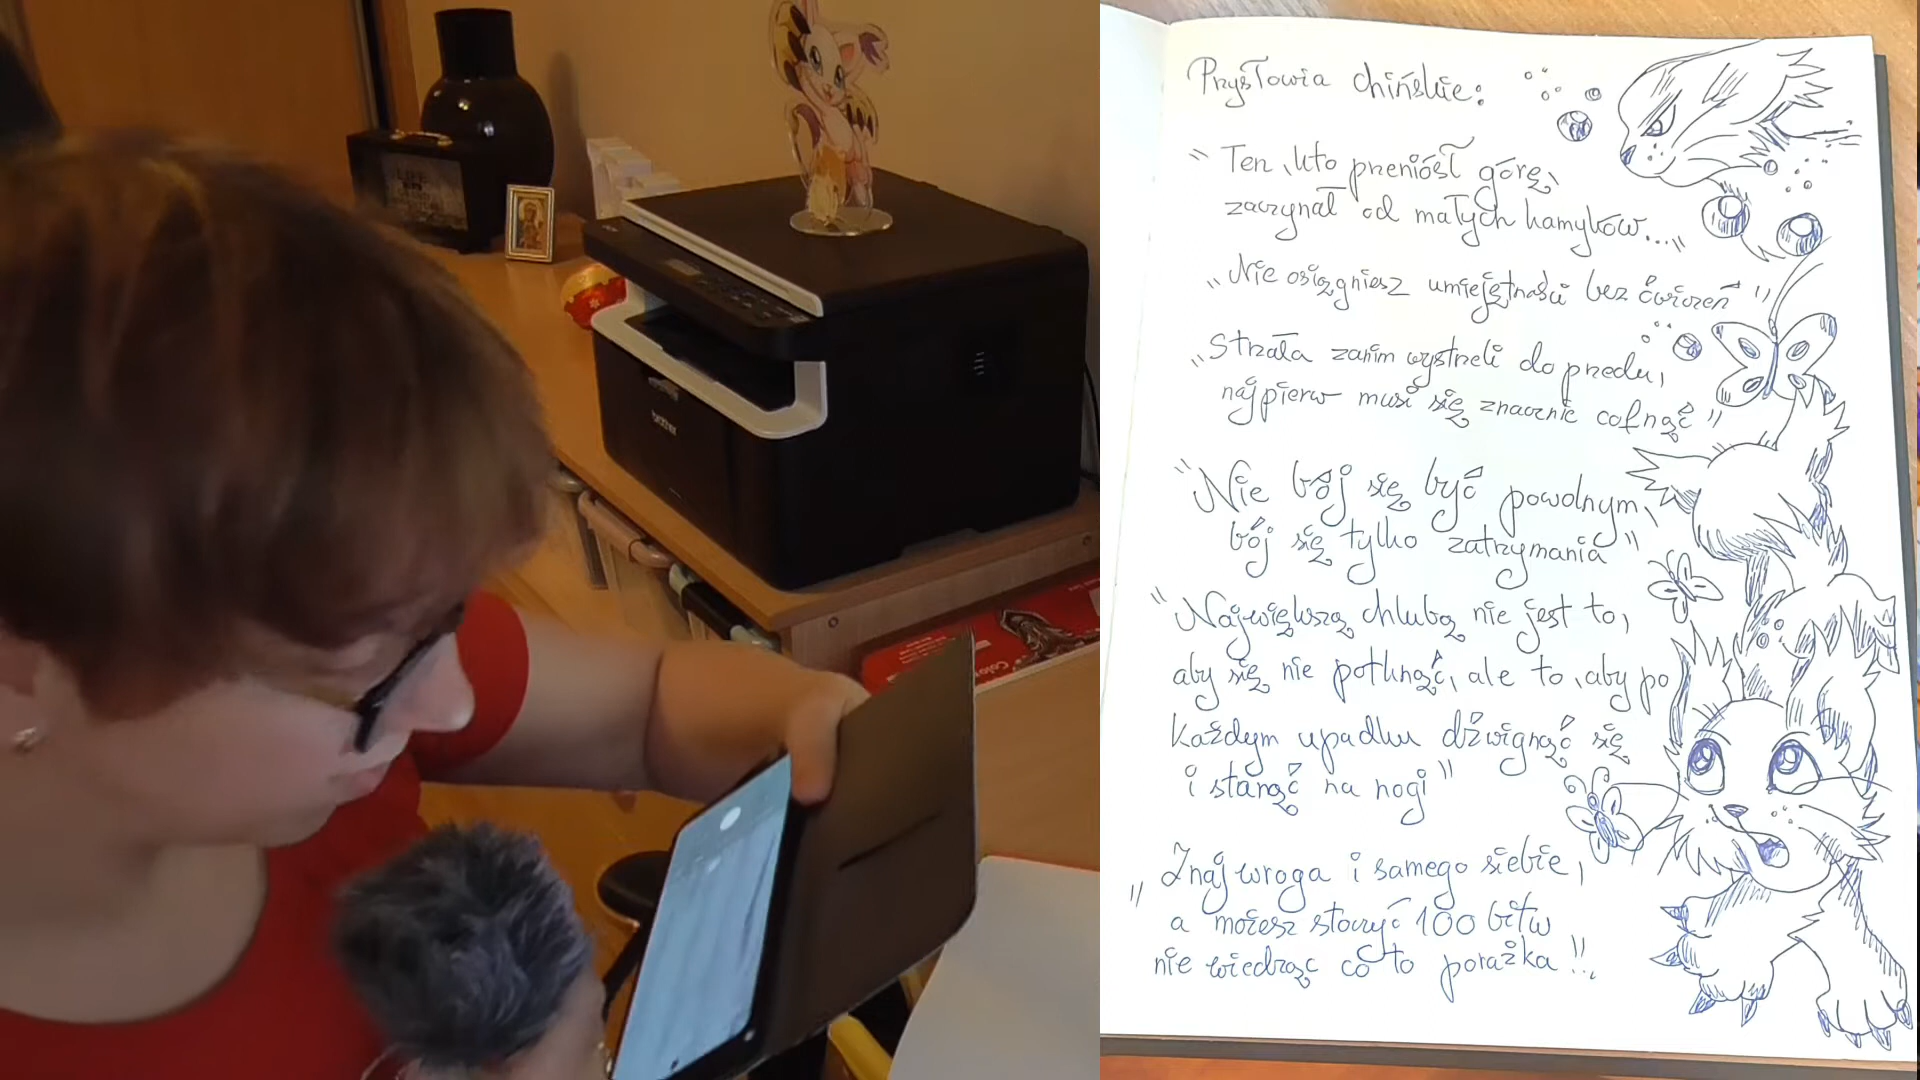 LIFE
brother
Color
Przysłowia chińskie:
"Ten, kto przeniósł górę,
zaczynał od małych kamyków..."
"Nie osiągniesz umiejętności bez ćwiczeń"
"Strzała zanim wystrzeli do przodu,
najpierw musi się znacznie cofnąć"
"Nie bój się być powolnym,
bój się tylko zatrzymania"
"Największą chlubą nie jest to,
aby się nie potknąć, ale to, aby po
każdym upadku dźwignąć się
i stanąć na nogi"
"Znaj wroga i samego siebie,
a możesz stoczyć 100 bitw
nie wiedząc co to porażka!!